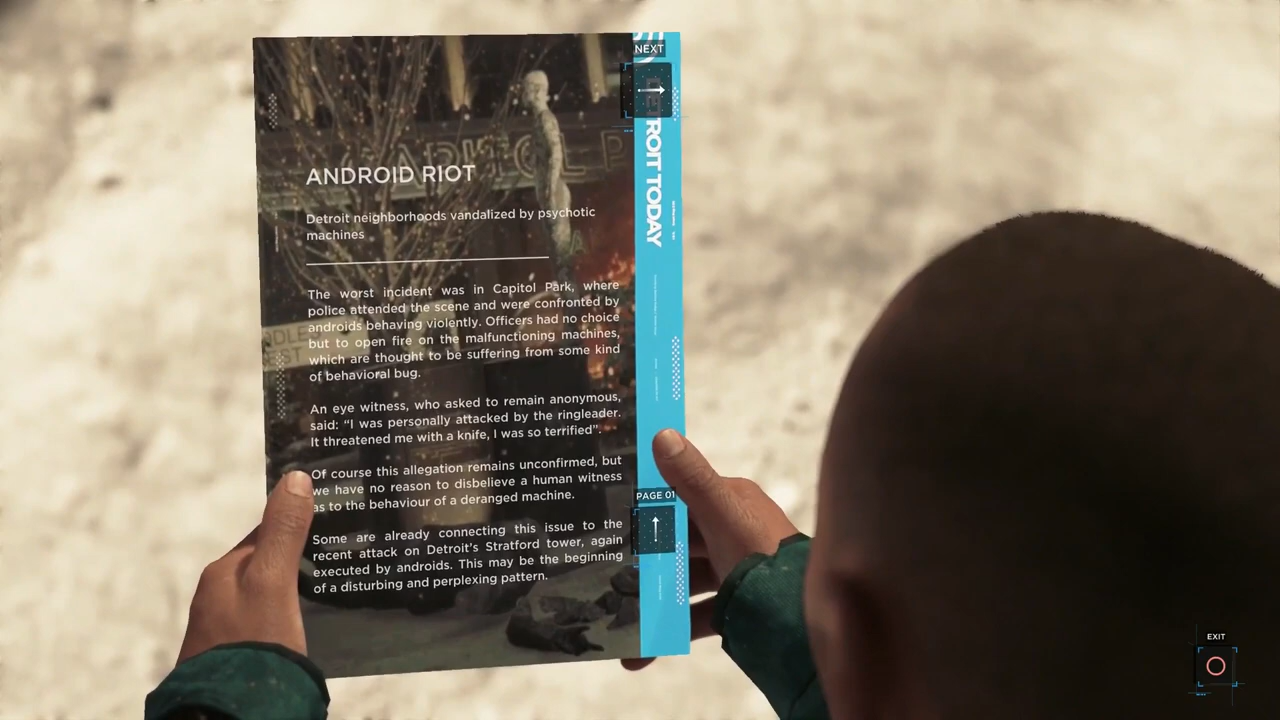 NEXT
DETROIT TODAY
ANDROID RIOT
Detroit neighborhoods vandalized by psychotic
machines
The worst incident was in Capitol Park, where
police attended the scene and were confronted by
androids behaving violently. Officers had no choice
but to open fire on the malfunctioning machines,
which are thought to be suffering from some kind
of behavioral bug.
An eye witness, who asked to remain anonymous,
said: “I was personally attacked by the ringleader.
It threatened me with a knife, I was so terrified”.
Of course this allegation remains unconfirmed, but
we have no reason to disbelieve a human witness
as to the behaviour of a deranged machine.
Some are already connecting this issue to the
recent attack on Detroit's Stratford tower, again
executed by androids. This may be the beginning
of a disturbing and perplexing pattern.
PAGE 01
CAPITOL P
EXIT